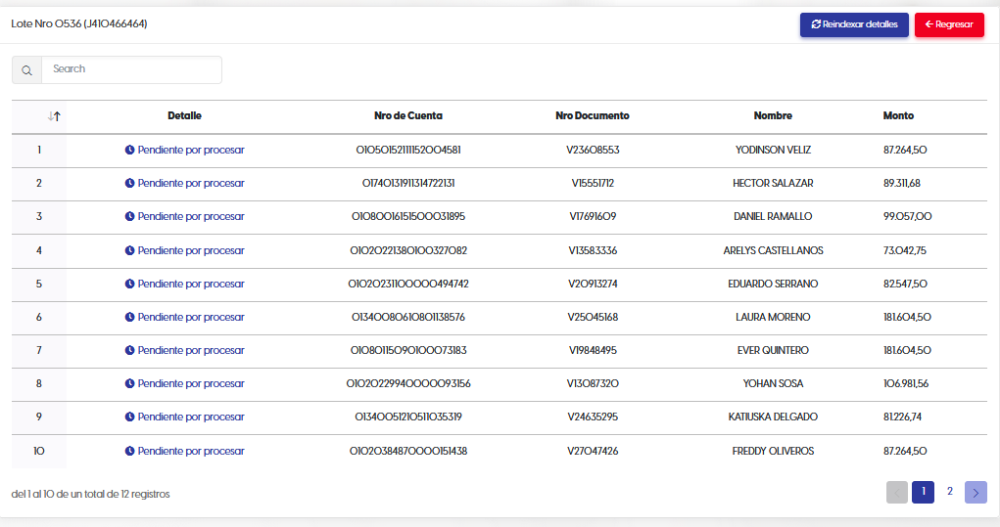 Lote Nro 0536 (J410466464)
Reindexar detalles
Regresar
Search
Detalle Nro de Cuenta Nro Documento Nombre Monto
1 Pendiente por procesar 01050152111152004581 V23608553 YODINSON VELIZ 87.264,50
2 Pendiente por procesar 01740131911314722131 V15551712 HECTOR SALAZAR 89.311,68
3 Pendiente por procesar 01080016151500031895 V17691609 DANIEL RAMALLO 99.057,00
4 Pendiente por procesar 01020221380100327082 V13583336 ARELYS CASTELLANOS 73.042,75
5 Pendiente por procesar 01020231100000494742 V20913274 EDUARDO SERRANO 82.547,50
6 Pendiente por procesar 01340080610801138576 V25045168 LAURA MORENO 181.604,50
7 Pendiente por procesar 01080115090100073183 V19848495 EVER QUINTERO 181.604,50
8 Pendiente por procesar 01020229940000093156 V13087320 YOHAN SOSA 106.981,56
9 Pendiente por procesar 01340051210511035319 V24635295 KATIUSKA DELGADO 81.226,74
10 Pendiente por procesar 01020384870000151438 V27047426 FREDDY OLIVEROS 87.264,50
del 1 al 10 de un total de 12 registros
1 2